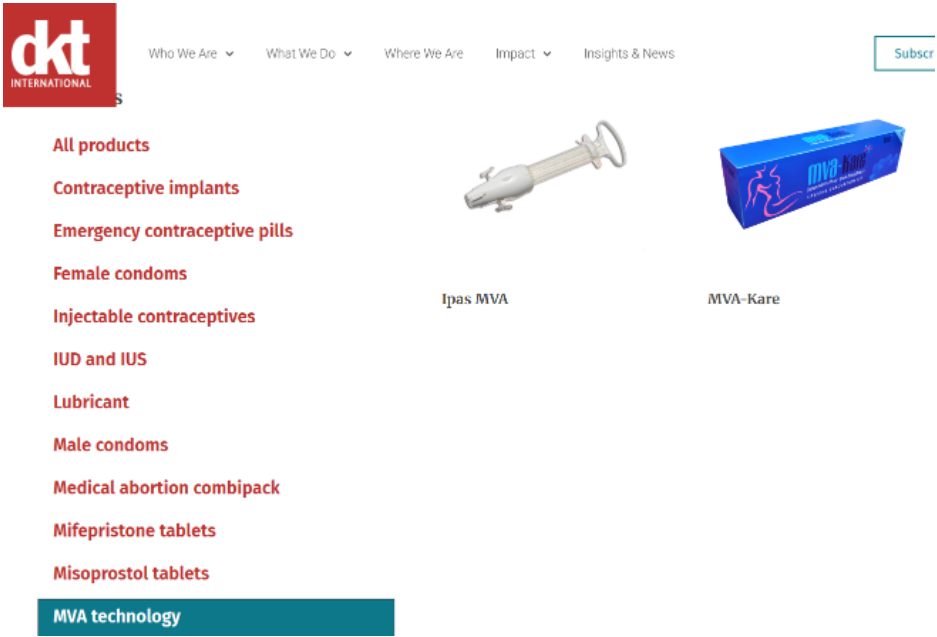 dkt
INTERNATIONAL
Who We Are
What We Do
Where We Are
Impact
Insights & News
Subscr
s
All products
Contraceptive implants
Emergency contraceptive pills
Female condoms
Injectable contraceptives
IUD and IUS
Lubricant
Male condoms
Medical abortion combipack
Mifepristone tablets
Misoprostol tablets
MVA technology
mva-Kare
Ipas MVA
MVA-Kare